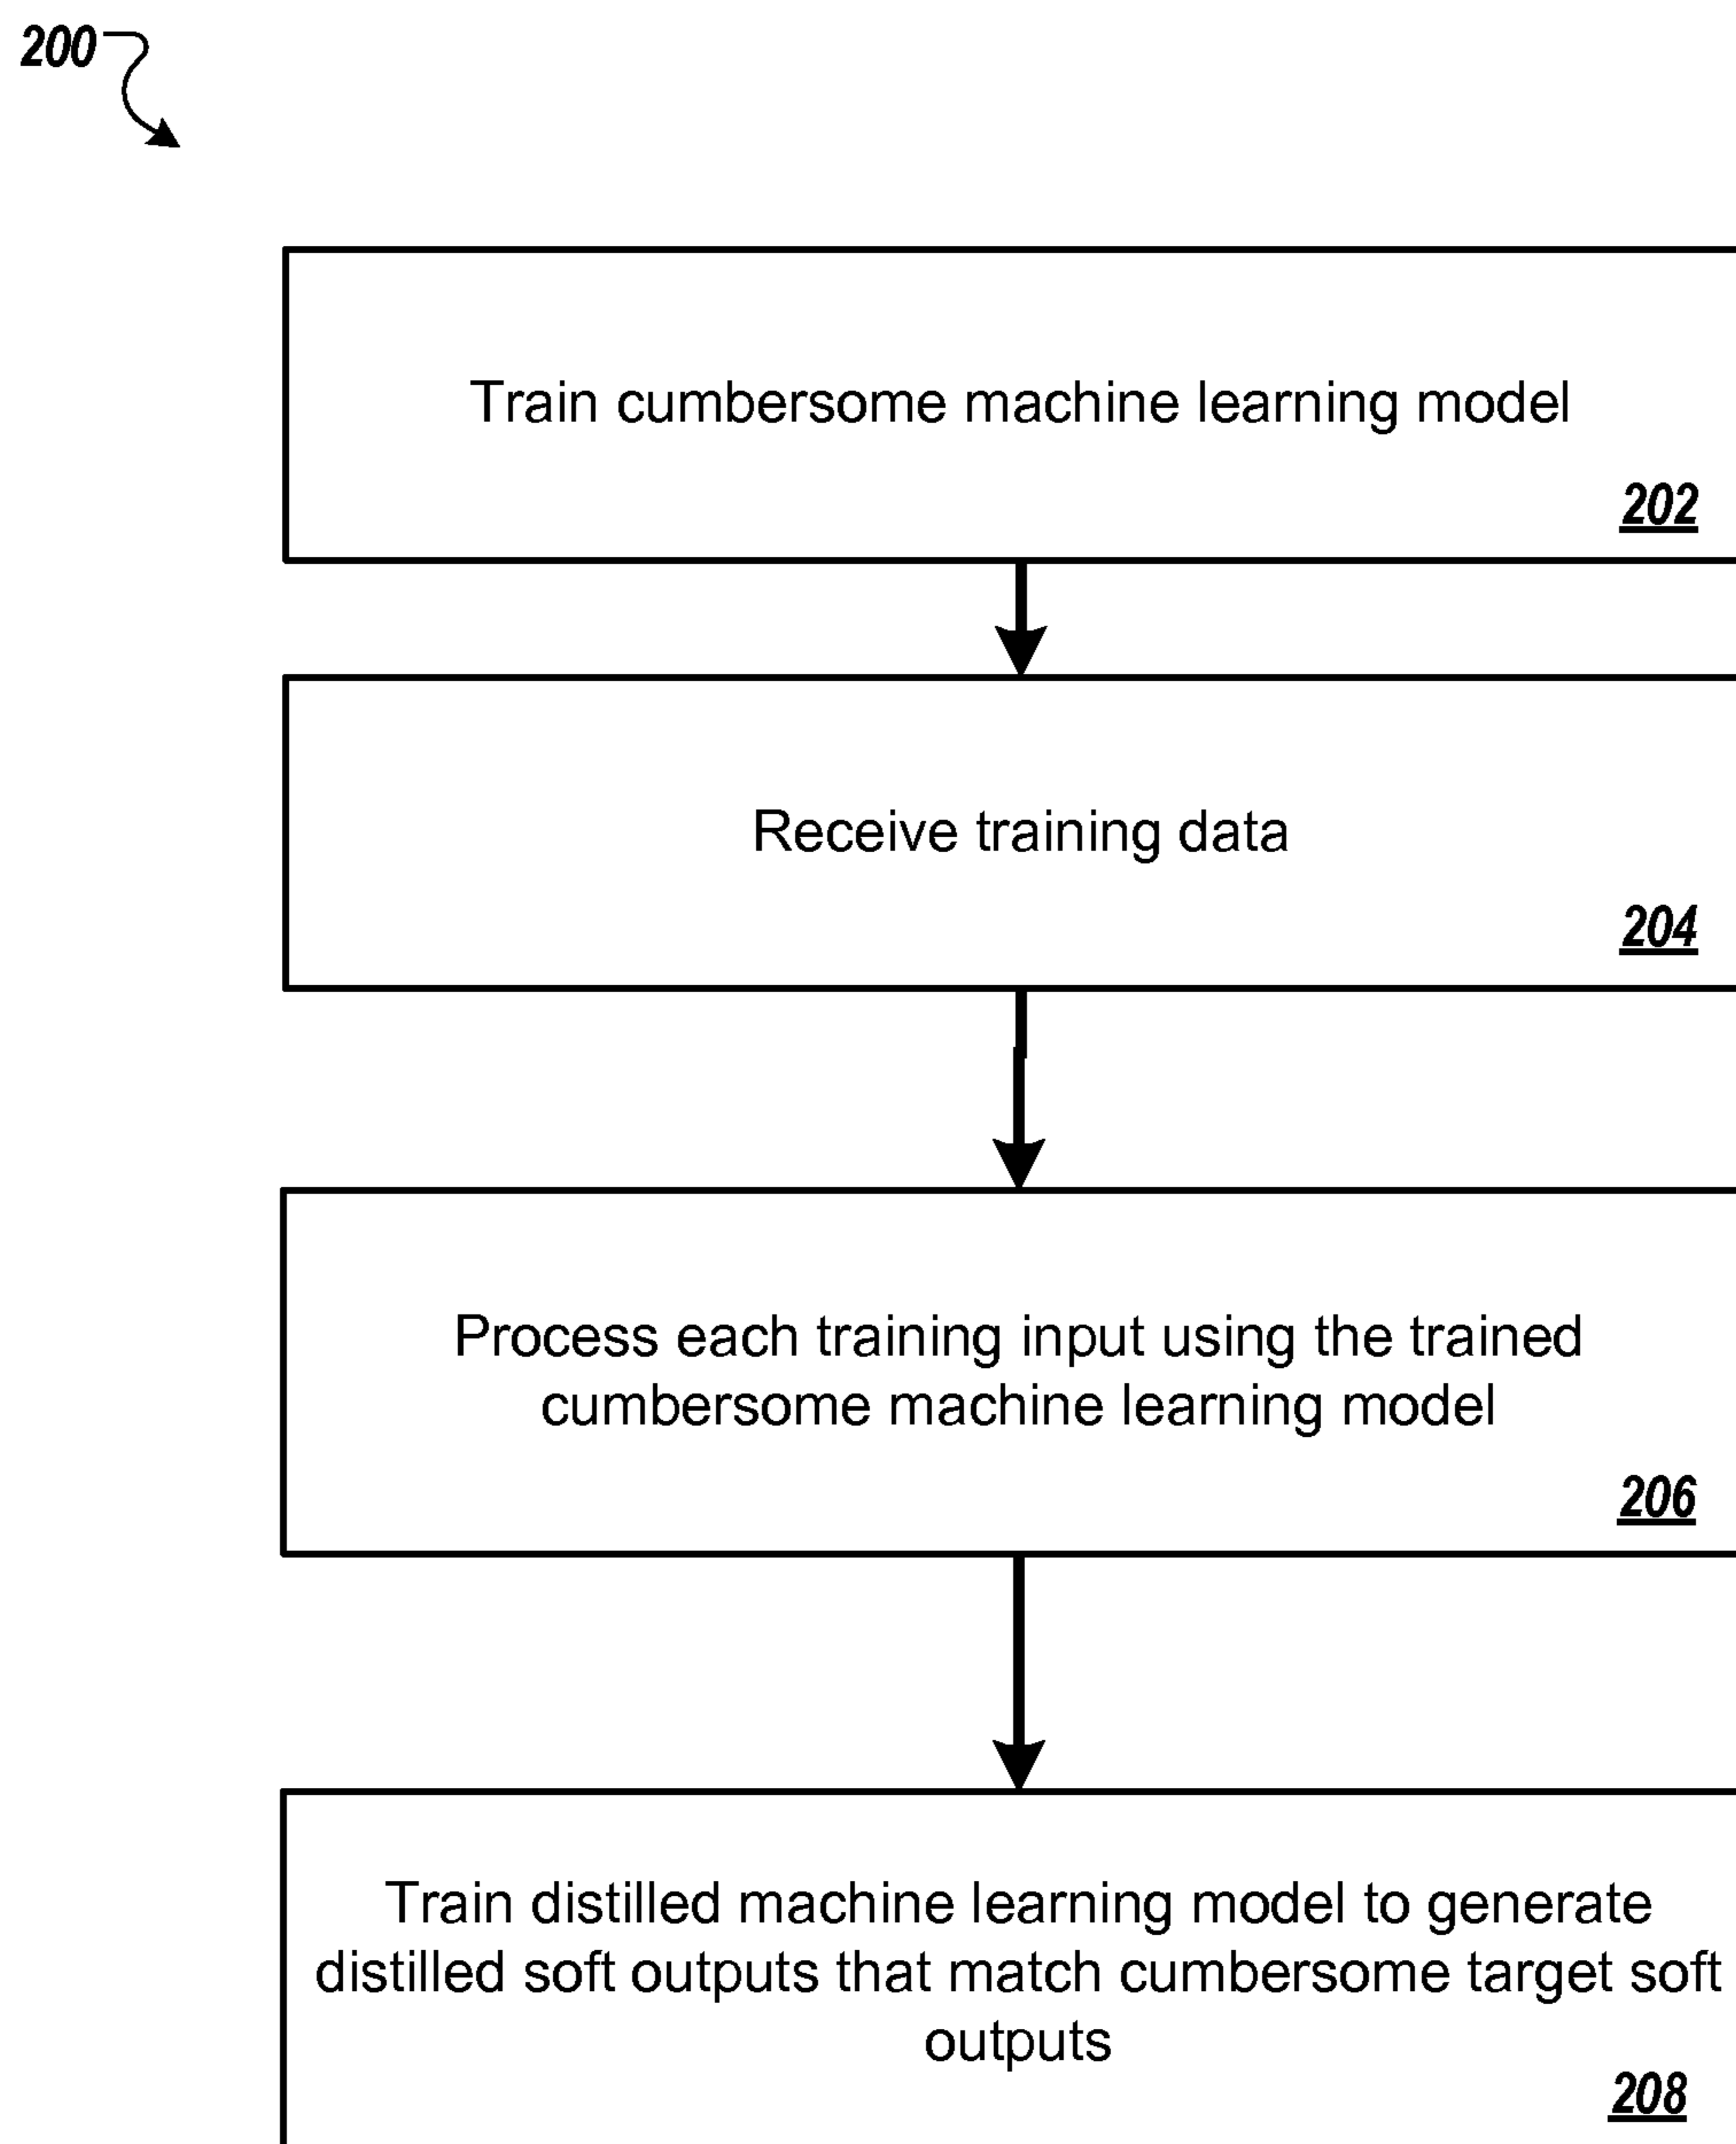 200
Train cumbersome machine learning model
202
Receive training data
204
Process each training input using the trained
cumbersome machine learning model
206
Train distilled machine learning model to generate
distilled soft outputs that match cumbersome target soft
outputs
208